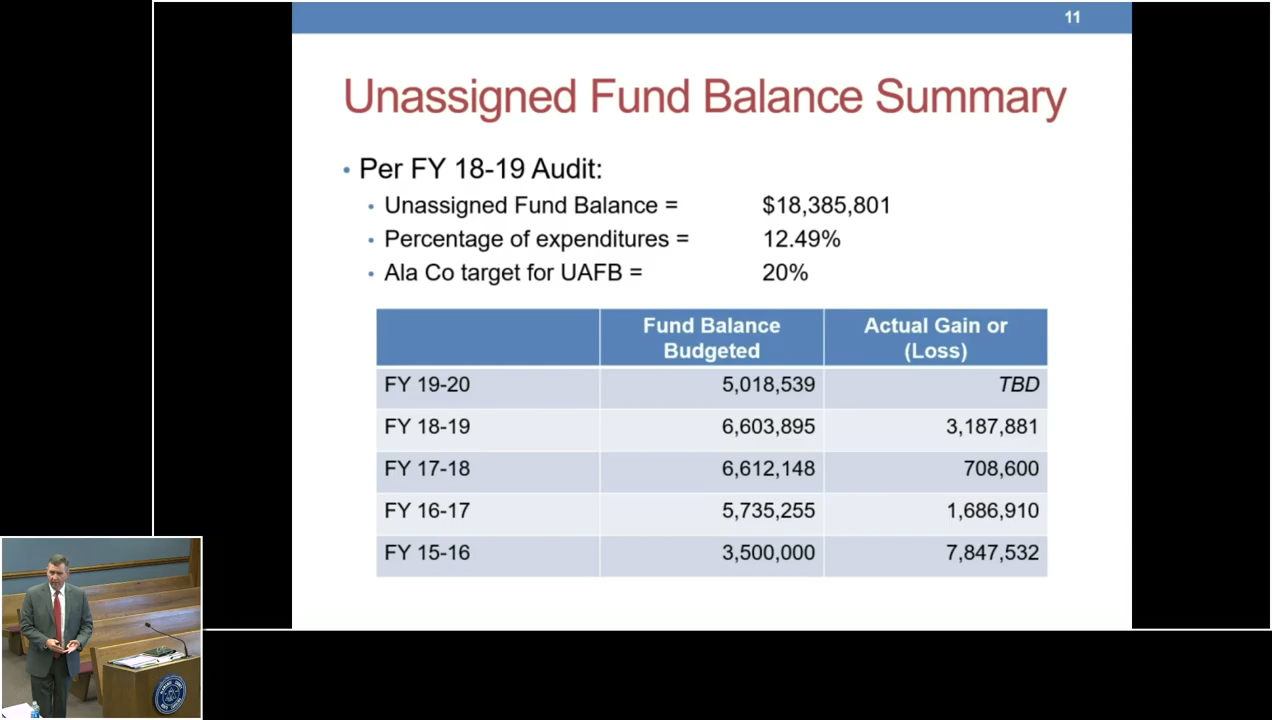 11
Unassigned Fund Balance Summary
• Per FY 18-19 Audit:
• Unassigned Fund Balance = $18,385,801
• Percentage of expenditures = 12.49%
• Ala Co target for UAFB = 20%
Fund Balance Budgeted Actual Gain or (Loss)
FY 19-20 5,018,539 TBD
FY 18-19 6,603,895 3,187,881
FY 17-18 6,612,148 708,600
FY 16-17 5,735,255 1,686,910
FY 15-16 3,500,000 7,847,532